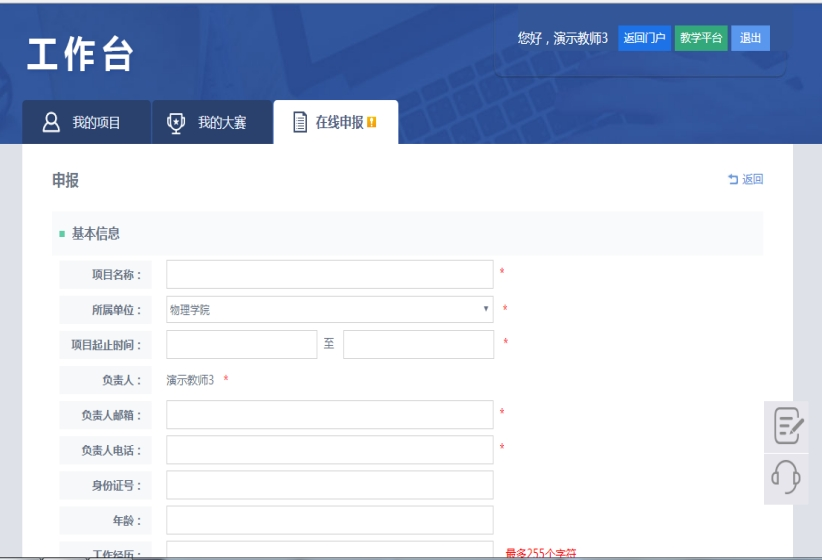 工作台
您好，演示教师3 返回门户 教学平台 退出
我的项目 我的大赛 在线申报
申报 返回
基本信息
项目名称： *
所属单位： 物理学院 *
项目起止时间： 至 *
负责人： 演示教师3 *
负责人邮箱： *
负责人电话： *
身份证号：
年龄：
工作经历： 最多255个字符